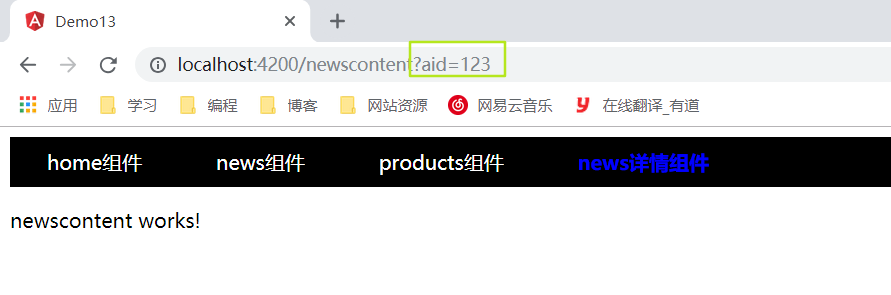 Demo13
localhost:4200/newscontent?aid=123
应用 学习 编程 博客 网站资源 网易云音乐 在线翻译_有道
home组件 news组件 products组件 news详情组件
newscontent works!